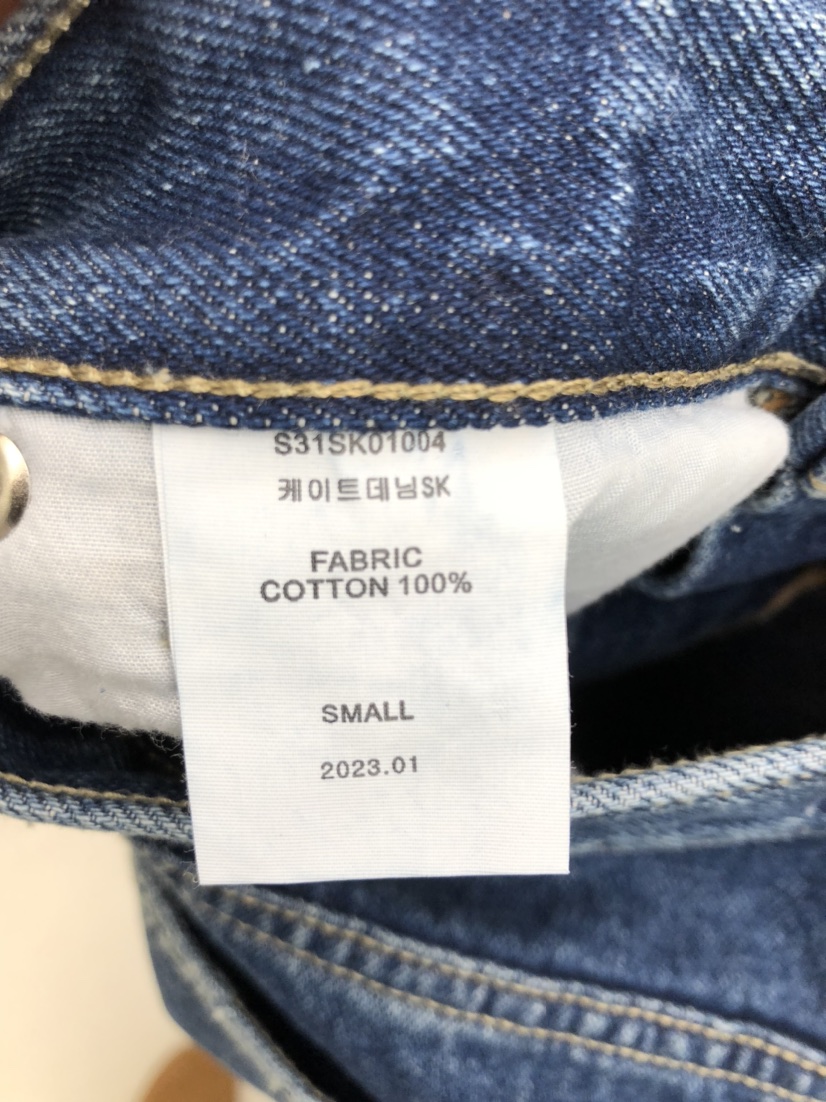 S31SK01004
케이트데님SK
FABRIC
COTTON 100%
SMALL
2023.01